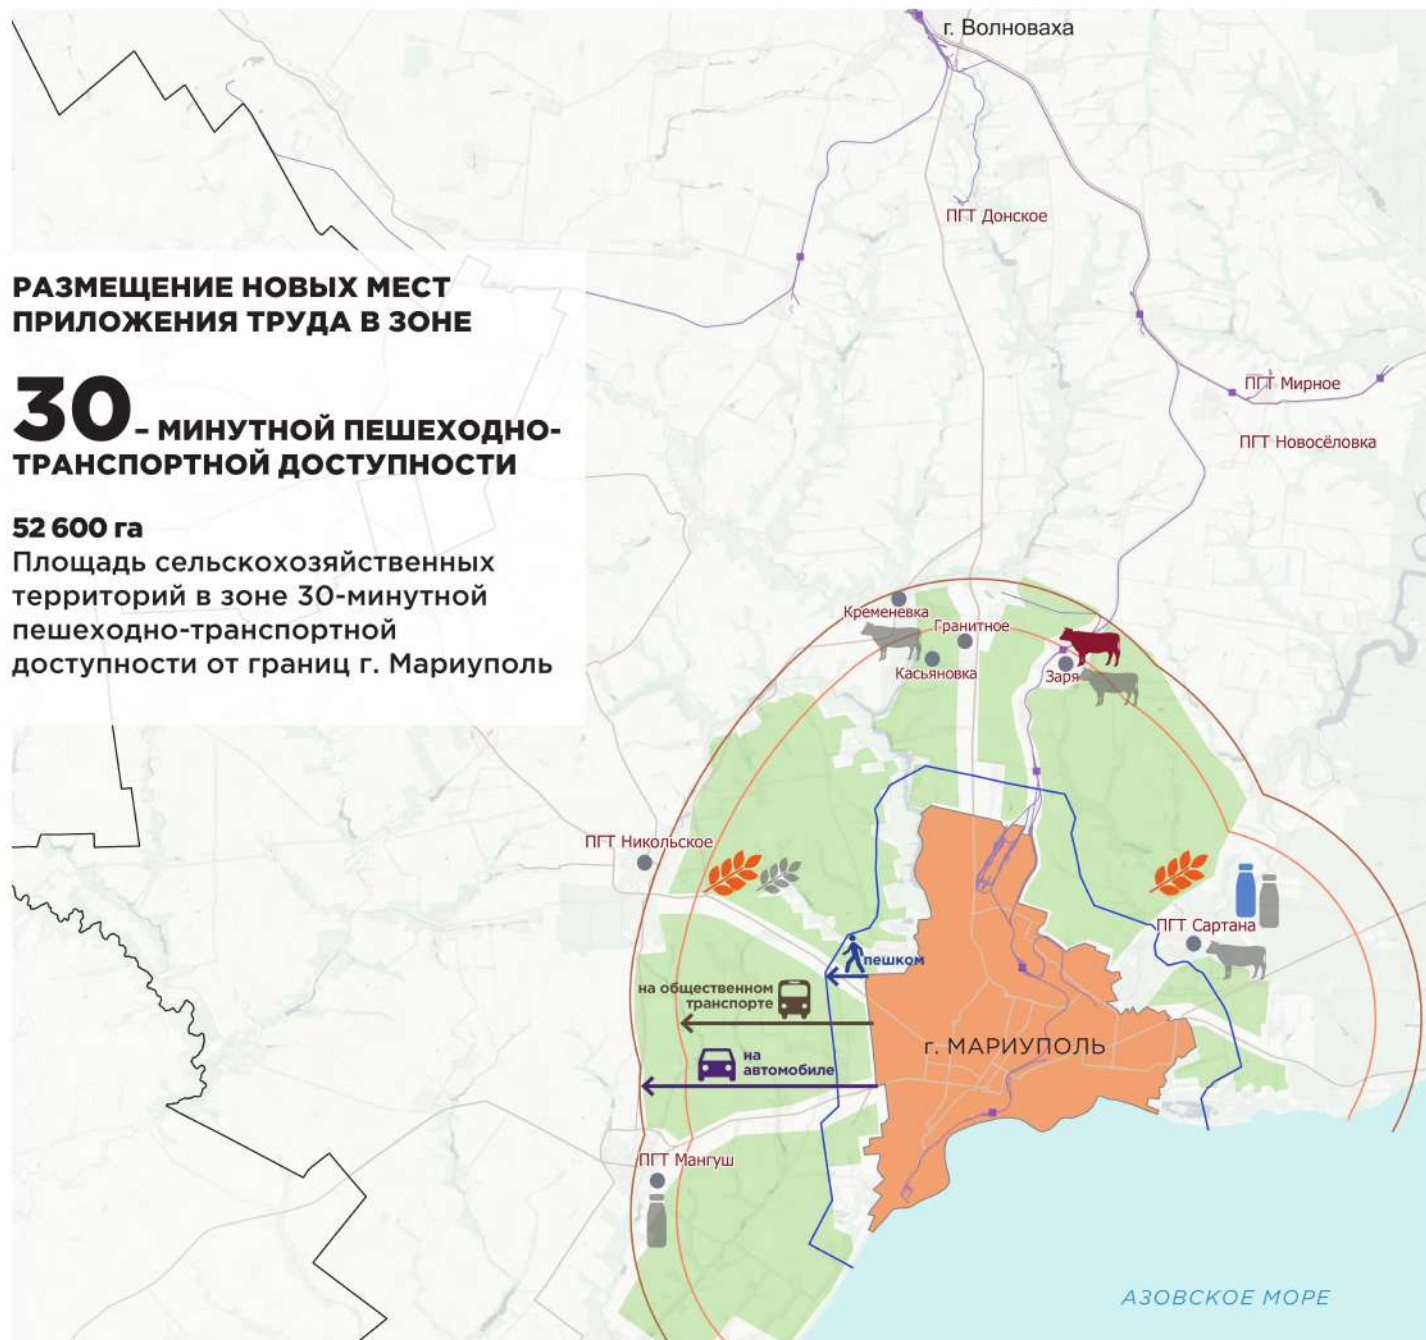 г. Волноваха
ПГТ Донское
РАЗМЕЩЕНИЕ НОВЫХ МЕСТ
ПРИЛОЖЕНИЯ ТРУДА В ЗОНЕ
30 – МИНУТНОЙ ПЕШЕХОДНО-
ТРАНСПОРТНОЙ ДОСТУПНОСТИ
52 600 га
Площадь сельскохозяйственных
территорий в зоне 30-минутной
пешеходно-транспортной
доступности от границ г. Мариуполь
ПГТ Мирное
ПГТ Новосёловка
Кременевка
Гранитное
Касьяновка
Заря
ПГТ Никольское
ПГТ Сартана
пешком
на общественном
транспорте
на
автомобиле
г. МАРИУПОЛЬ
ПГТ Мангуш
АЗОВСКОЕ МОРЕ